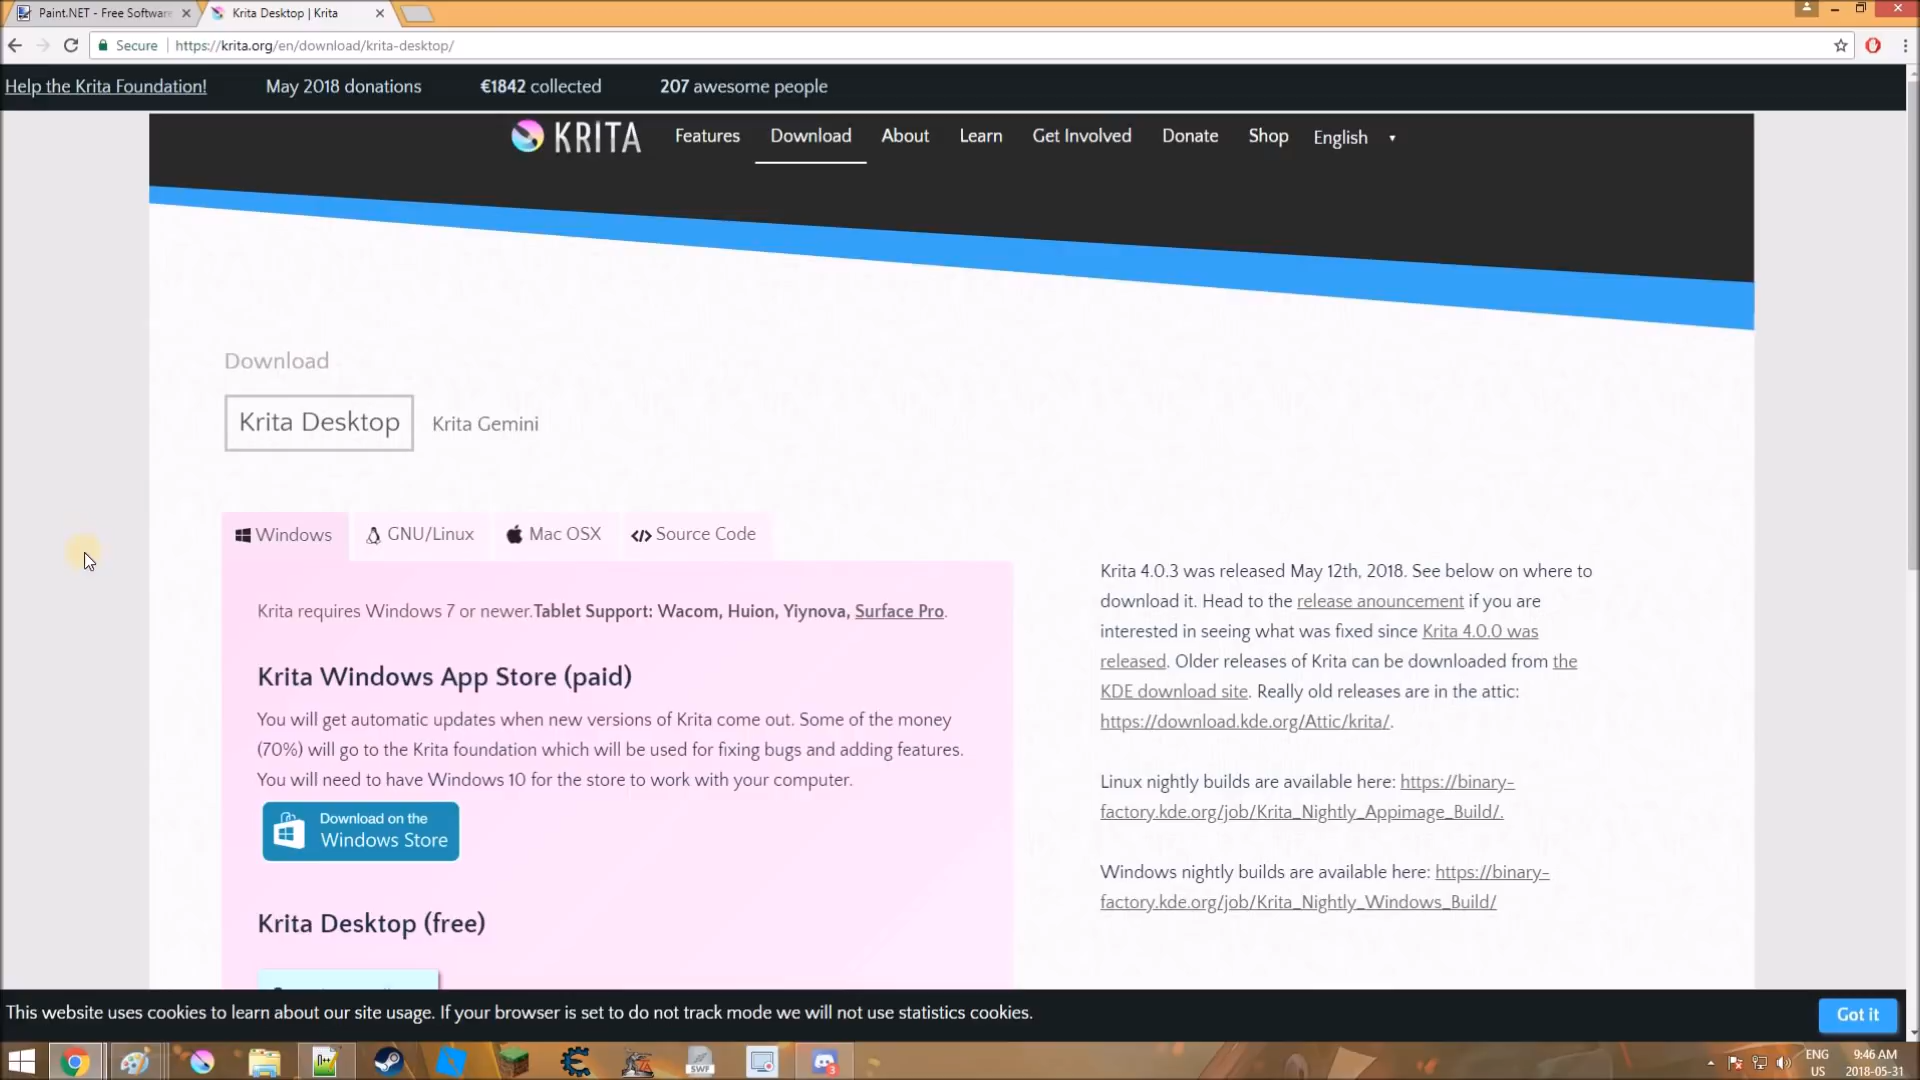 Paint.NET - Free Software
Krita Desktop | Krita
Secure
https://krita.org/en/download/krita-desktop/
Help the Krita Foundation!
May 2018 donations
€1842 collected
207 awesome people
KRITA
Features
Download
About
Learn
Get Involved
Donate
Shop
English
Download
Krita Desktop
Krita Gemini
Windows
GNU/Linux
Mac OSX
Source Code
Krita requires Windows 7 or newer.Tablet Support: Wacom, Huion, Yiynova, Surface Pro.
Krita Windows App Store (paid)
You will get automatic updates when new versions of Krita come out. Some of the money
(70%) will go to the Krita foundation which will be used for fixing bugs and adding features.
You will need to have Windows 10 for the store to work with your computer.
Download on the
Windows Store
Krita Desktop (free)
Krita 4.0.3 was released May 12th, 2018. See below on where to
download it. Head to the release anouncement if you are
interested in seeing what was fixed since Krita 4.0.0 was
released. Older releases of Krita can be downloaded from the
KDE download site. Really old releases are in the attic:
https://download.kde.org/Attic/krita/.
Linux nightly builds are available here: https://binary-
factory.kde.org/job/Krita_Nightly_Appimage_Build/.
Windows nightly builds are available here: https://binary-
factory.kde.org/job/Krita_Nightly_Windows_Build/
This website uses cookies to learn about our site usage. If your browser is set to do not track mode we will not use statistics cookies.
Got it
SWF
3
ENG
US
9:46 AM
2018-05-31